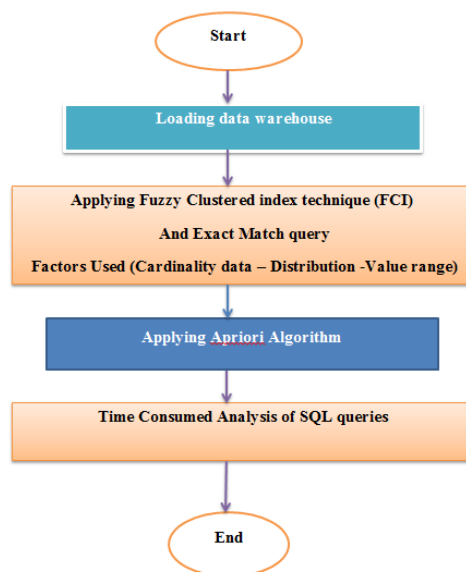 Start
Loading data warehouse
Applying Fuzzy Clustered index technique (FCI)
And Exact Match query
Factors Used (Cardinality data – Distribution -Value range)
Applying Apriori Algorithm
Time Consumed Analysis of SQL queries
End